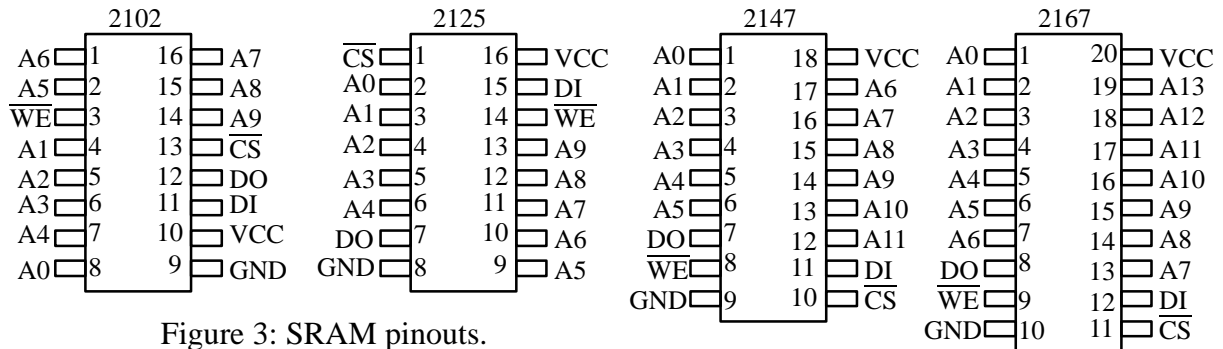 2102 2125 2147 2167
A6 1 16 A7
A5 2 15 A8
WE 3 14 A9
A1 4 13 CS
A2 5 12 DO
A3 6 11 DI
A4 7 10 VCC
A0 8 9 GND
CS 1 16 VCC
A0 2 15 DI
A1 3 14 WE
A2 4 13 A9
A3 5 12 A8
A4 6 11 A7
DO 7 10 A6
GND 8 9 A5
A0 1 18 VCC
A1 2 17 A6
A2 3 16 A7
A3 4 15 A8
A4 5 14 A9
A5 6 13 A10
DO 7 12 A11
WE 8 11 DI
GND 9 10 CS
A0 1 20 VCC
A1 2 19 A13
A2 3 18 A12
A3 4 17 A11
A4 5 16 A10
A5 6 15 A9
A6 7 14 A8
DO 8 13 A7
WE 9 12 DI
GND 10 11 CS
Figure 3: SRAM pinouts.